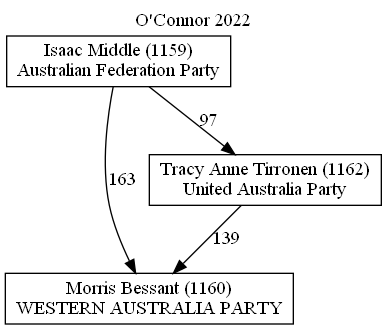 O'Connor 2022
Isaac Middle (1159)
Australian Federation Party
97
Tracy Anne Tirronen (1162)
United Australia Party
163
139
Morris Bessant (1160)
WESTERN AUSTRALIA PARTY